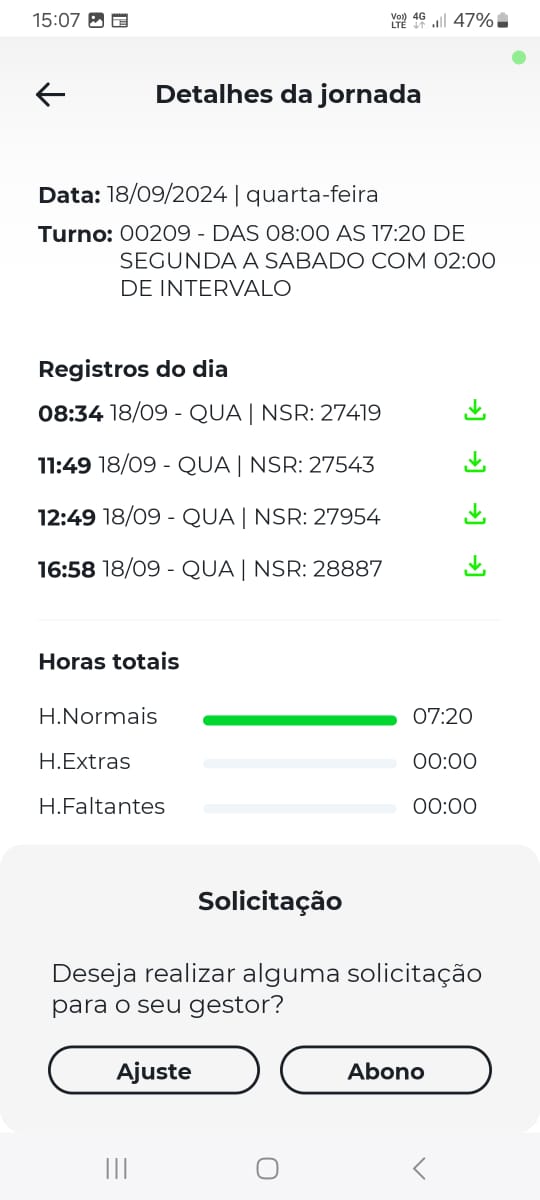 15:07 Vo)) LTE 4G 47%
Detalhes da jornada
Data: 18/09/2024 | quarta-feira
Turno: 00209 - DAS 08:00 AS 17:20 DE
SEGUNDA A SABADO COM 02:00
DE INTERVALO
Registros do dia
08:34 18/09 - QUA | NSR: 27419
11:49 18/09 - QUA | NSR: 27543
12:49 18/09 - QUA | NSR: 27954
16:58 18/09 - QUA | NSR: 28887
Horas totais
H.Normais 07:20
H.Extras 00:00
H.Faltantes 00:00
Solicitação
Deseja realizar alguma solicitação
para o seu gestor?
Ajuste Abono